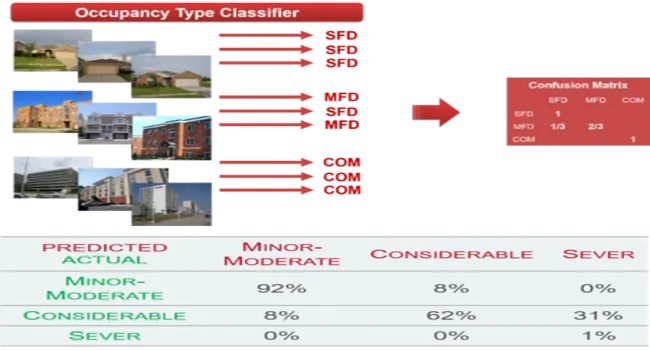 Occupancy Type Classifier
SFD
SFD
SFD
MFD
SFD
MFD
COM
COM
COM
Confusion Matrix
SFD MFD COM
SFD 1
MFD 1/3 2/3
COM 1
PREDICTED MINOR-MODERATE CONSIDERABLE SEVER
ACTUAL
MINOR-MODERATE 92% 8% 0%
CONSIDERABLE 8% 62% 31%
SEVER 0% 0% 1%